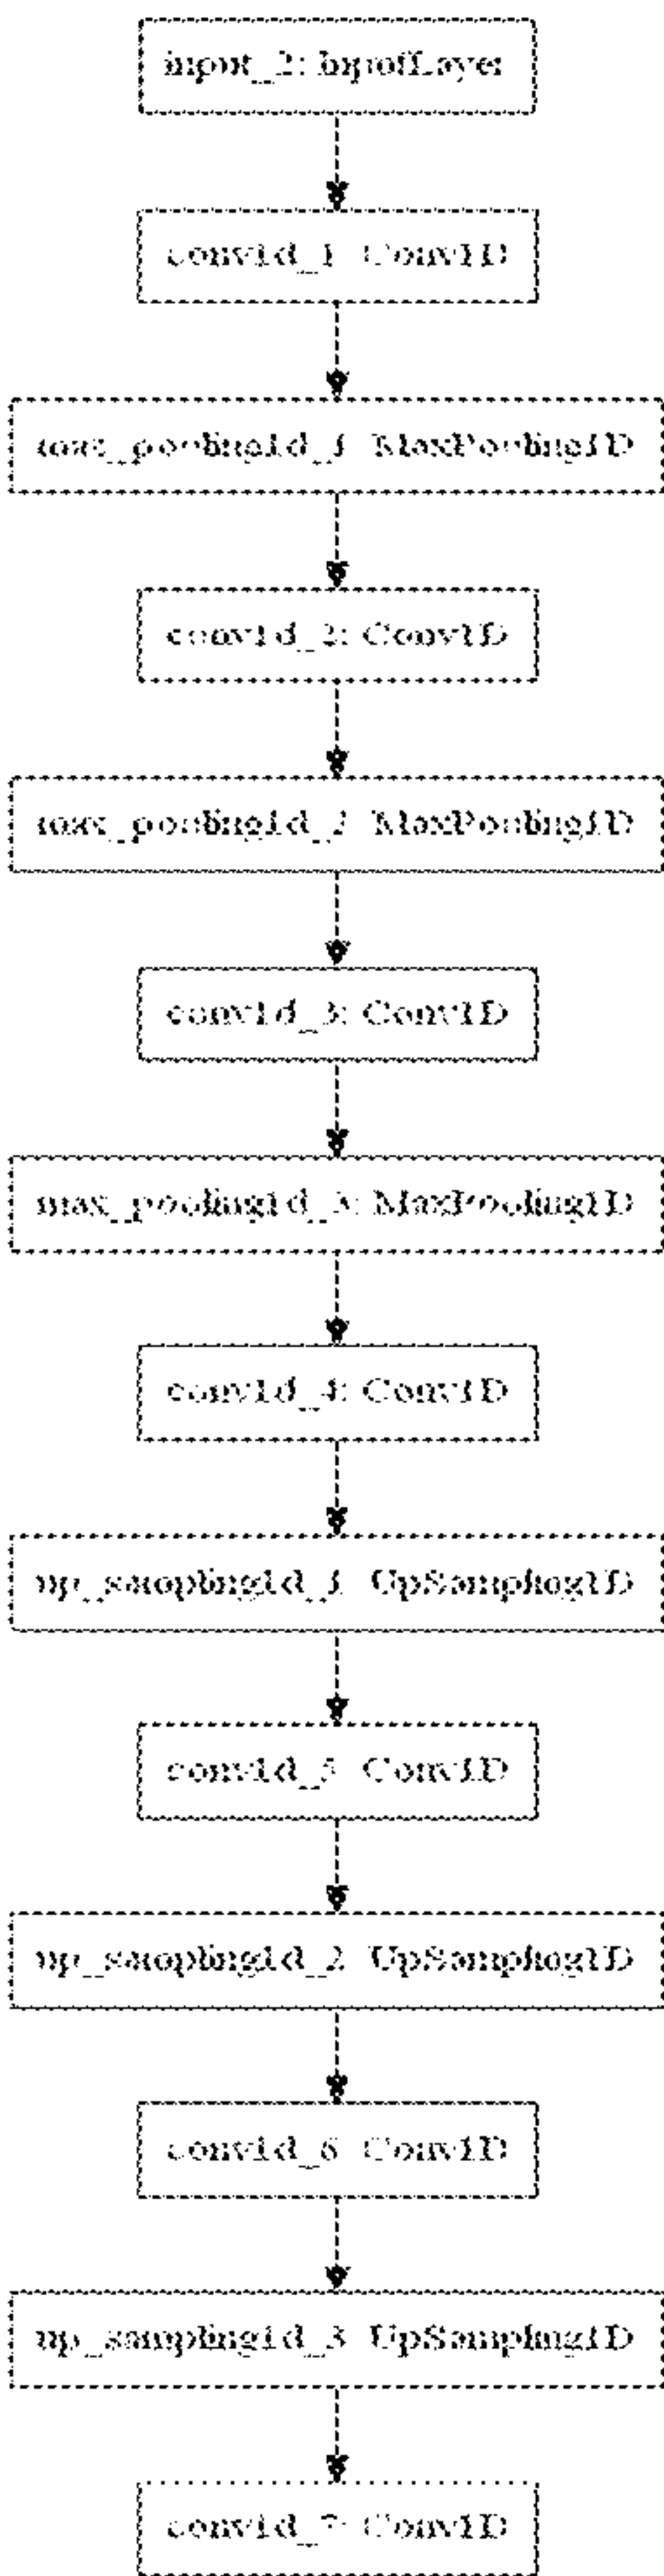 input_2: InputLayer
conv1d_1: Conv1D
max_pooling1d_1: MaxPooling1D
conv1d_2: Conv1D
max_pooling1d_2: MaxPooling1D
conv1d_3: Conv1D
max_pooling1d_3: MaxPooling1D
conv1d_4: Conv1D
up_sampling1d_1: UpSampling1D
conv1d_5: Conv1D
up_sampling1d_2: UpSampling1D
conv1d_6: Conv1D
up_sampling1d_3: UpSampling1D
conv1d_7: Conv1D